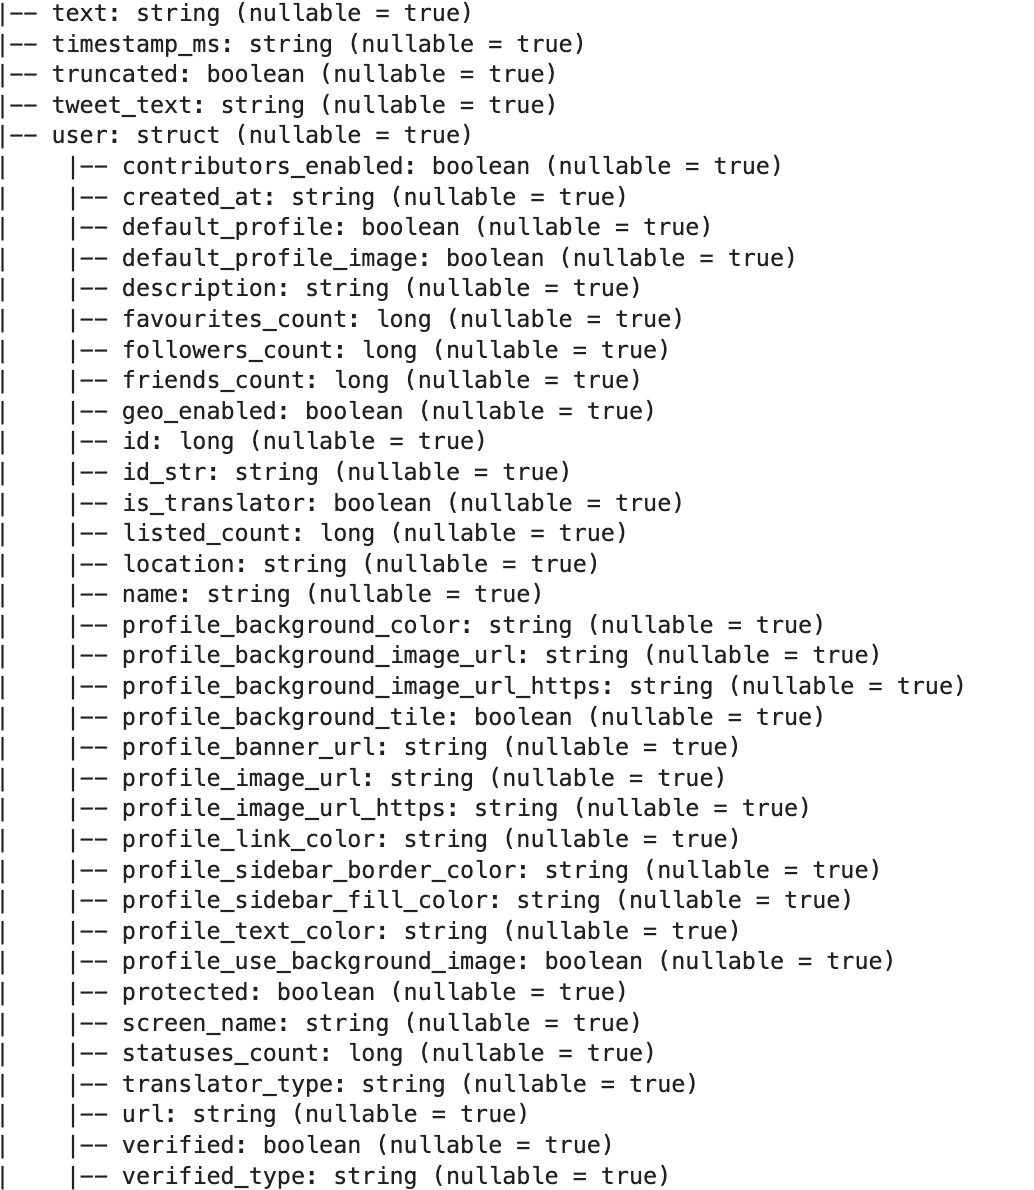 |-- text: string (nullable = true)
|-- timestamp_ms: string (nullable = true)
|-- truncated: boolean (nullable = true)
|-- tweet_text: string (nullable = true)
|-- user: struct (nullable = true)
|    |-- contributors_enabled: boolean (nullable = true)
|    |-- created_at: string (nullable = true)
|    |-- default_profile: boolean (nullable = true)
|    |-- default_profile_image: boolean (nullable = true)
|    |-- description: string (nullable = true)
|    |-- favourites_count: long (nullable = true)
|    |-- followers_count: long (nullable = true)
|    |-- friends_count: long (nullable = true)
|    |-- geo_enabled: boolean (nullable = true)
|    |-- id: long (nullable = true)
|    |-- id_str: string (nullable = true)
|    |-- is_translator: boolean (nullable = true)
|    |-- listed_count: long (nullable = true)
|    |-- location: string (nullable = true)
|    |-- name: string (nullable = true)
|    |-- profile_background_color: string (nullable = true)
|    |-- profile_background_image_url: string (nullable = true)
|    |-- profile_background_image_url_https: string (nullable = true)
|    |-- profile_background_tile: boolean (nullable = true)
|    |-- profile_banner_url: string (nullable = true)
|    |-- profile_image_url: string (nullable = true)
|    |-- profile_image_url_https: string (nullable = true)
|    |-- profile_link_color: string (nullable = true)
|    |-- profile_sidebar_border_color: string (nullable = true)
|    |-- profile_sidebar_fill_color: string (nullable = true)
|    |-- profile_text_color: string (nullable = true)
|    |-- profile_use_background_image: boolean (nullable = true)
|    |-- protected: boolean (nullable = true)
|    |-- screen_name: string (nullable = true)
|    |-- statuses_count: long (nullable = true)
|    |-- translator_type: string (nullable = true)
|    |-- url: string (nullable = true)
|    |-- verified: boolean (nullable = true)
|    |-- verified_type: string (nullable = true)